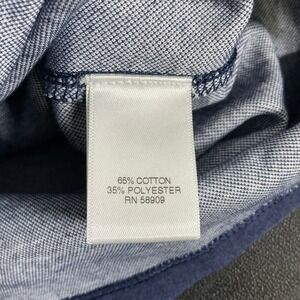 65% COTTON
35% POLYESTER
RN 58909